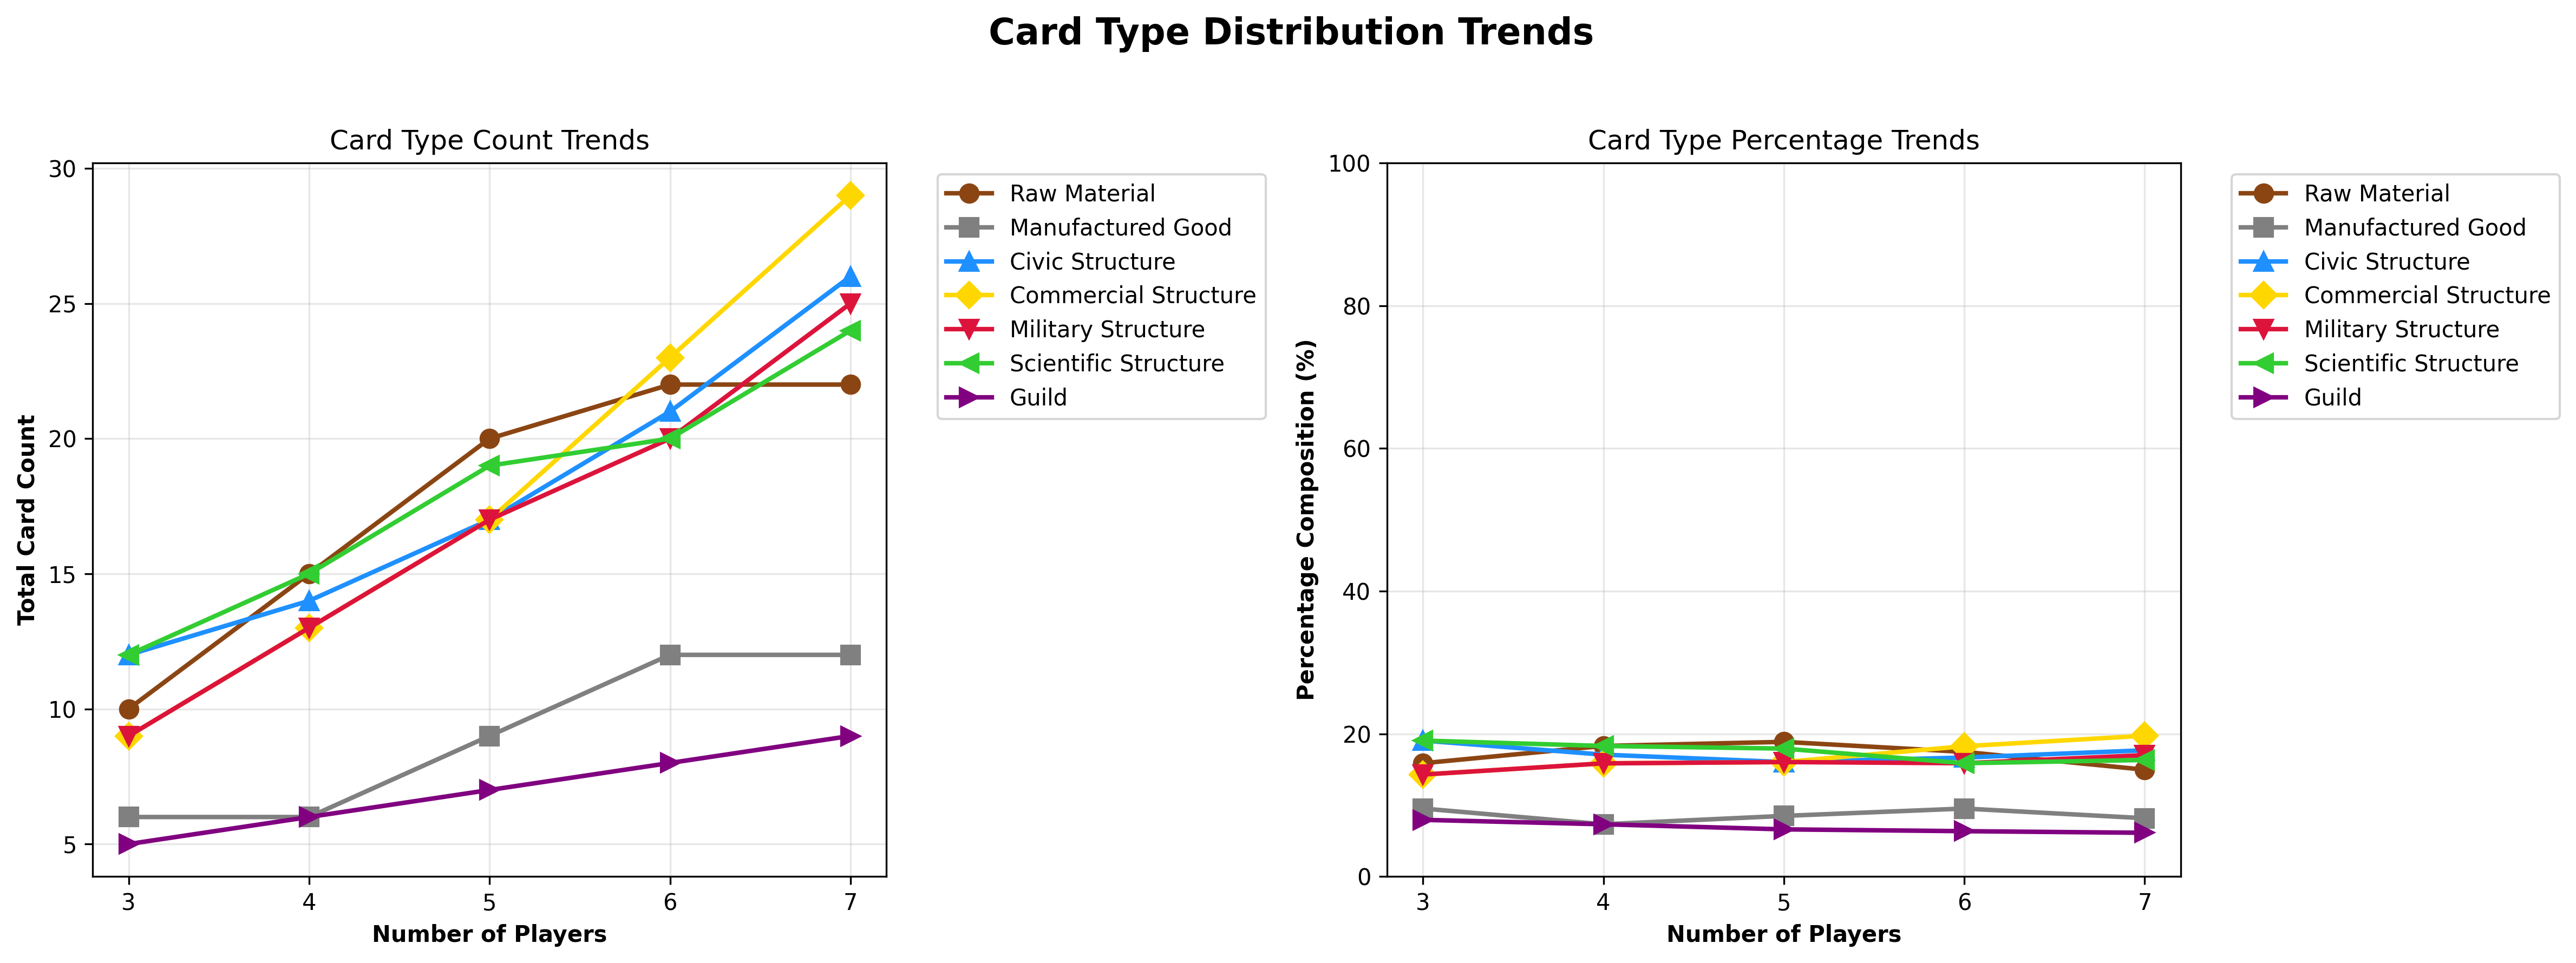 Card Type Distribution Trends
Card Type Count Trends
30
25
20
15
10
5
Total Card Count
3 4 5 6 7
Number of Players
Raw Material
Manufactured Good
Civic Structure
Commercial Structure
Military Structure
Scientific Structure
Guild
Card Type Percentage Trends
100
80
60
40
20
0
Percentage Composition (%)
3 4 5 6 7
Number of Players
Raw Material
Manufactured Good
Civic Structure
Commercial Structure
Military Structure
Scientific Structure
Guild